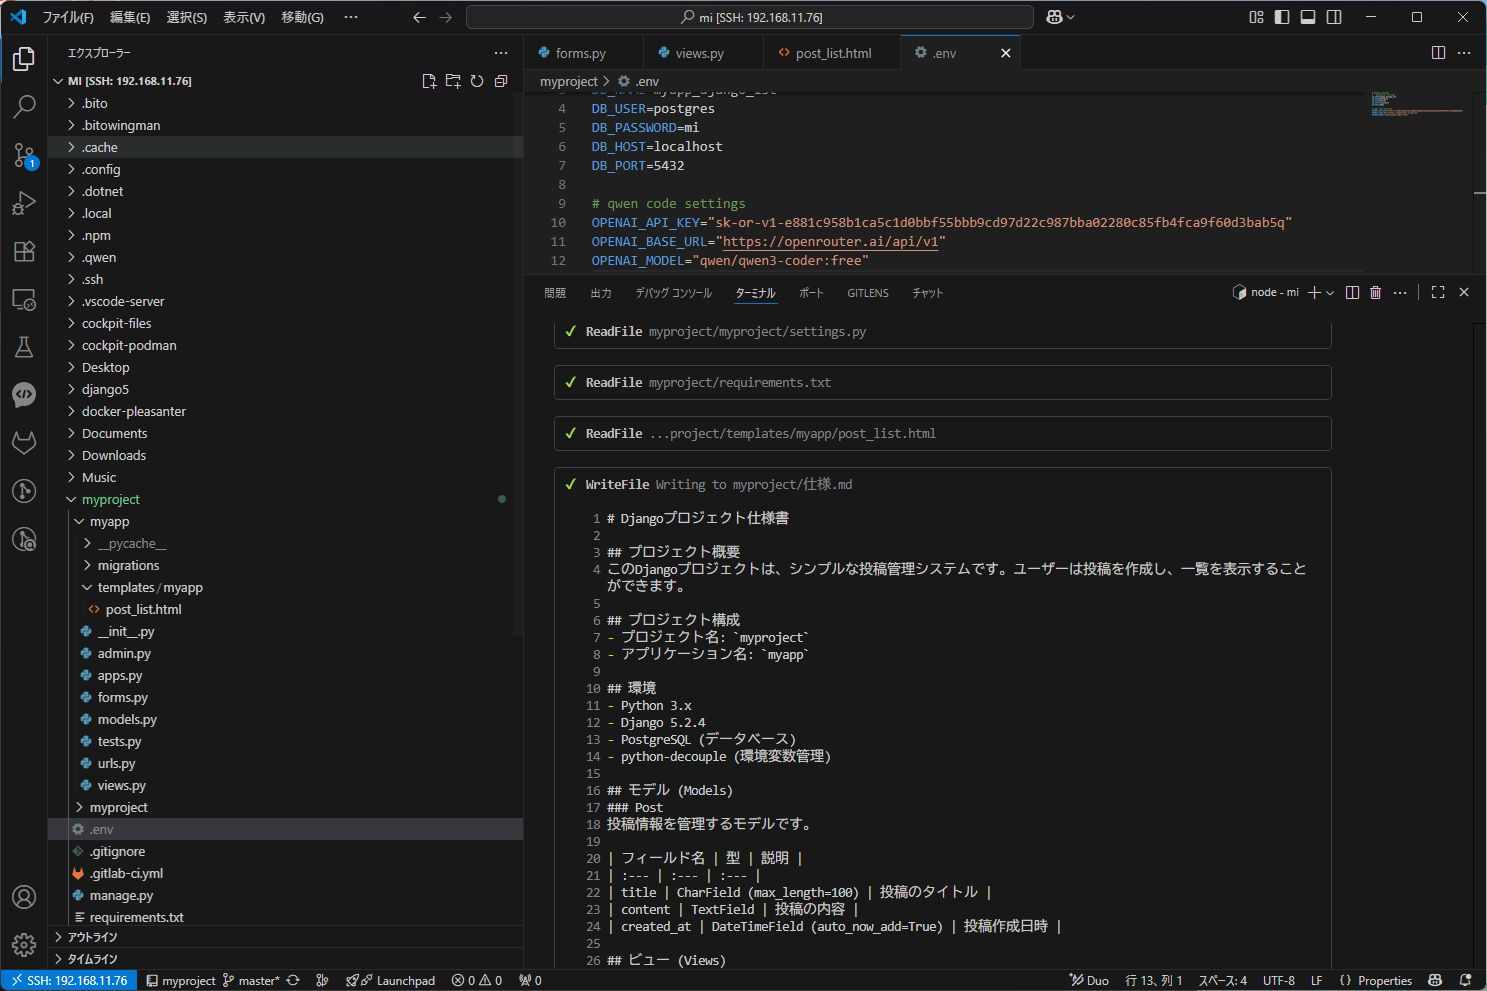 ファイル(F) 編集(E) 選択(S) 表示(V) 移動(G) ··· mi [SSH: 192.168.11.76]
エクスプローラー
MI [SSH: 192.168.11.76]
.bito
.bitowingman
.cache
.config
.dotnet
.local
.npm
.qwen
.ssh
.vscode-server
cockpit-files
cockpit-podman
Desktop
django5
docker-pleasanter
Documents
Downloads
Music
myproject
myapp
__pycache__
migrations
templates/myapp
post_list.html
__init__.py
admin.py
apps.py
forms.py
models.py
tests.py
urls.py
views.py
myproject
.env
.gitignore
.gitlab-ci.yml
manage.py
requirements.txt
アウトライン
タイムライン
1
forms.py views.py post_list.html .env
myproject > .env
3 DB_NAME=myapp_django_list
4 DB_USER=postgres
5 DB_PASSWORD=mi
6 DB_HOST=localhost
7 DB_PORT=5432
8
9 # qwen code settings
10 OPENAI_API_KEY="sk-or-v1-e881c958b1ca5c1d0bbf55bbb9cd97d22c987bba02280c85fb4fca9f60d3bab5q"
11 OPENAI_BASE_URL="https://openrouter.ai/api/v1"
12 OPENAI_MODEL="qwen/qwen3-coder:free"
問題 出力 デバッグ コンソール ターミナル ポート GITLENS チャット node - mi
✓ ReadFile myproject/myproject/settings.py
✓ ReadFile myproject/requirements.txt
✓ ReadFile ...project/templates/myapp/post_list.html
✓ WriteFile Writing to myproject/仕様.md
1 # Djangoプロジェクト仕様書
2
3 ## プロジェクト概要
4 このDjangoプロジェクトは、シンプルな投稿管理システムです。ユーザーは投稿を作成し、一覧を表示すること
ができます。
5
6 ## プロジェクト構成
7 - プロジェクト名: `myproject`
8 - アプリケーション名: `myapp`
9
10 ## 環境
11 - Python 3.x
12 - Django 5.2.4
13 - PostgreSQL (データベース)
14 - python-decouple (環境変数管理)
15
16 ## モデル (Models)
17 ### Post
18 投稿情報を管理するモデルです。
19
20 | フィールド名 | 型 | 説明 |
21 | :--- | :--- | :--- |
22 | title | CharField (max_length=100) | 投稿のタイトル |
23 | content | TextField | 投稿の内容 |
24 | created_at | DateTimeField (auto_now_add=True) | 投稿作成日時 |
25
26 ## ビュー (Views)
SSH: 192.168.11.76 myproject master* Launchpad 0 0 0 Duo 行 13、列 1 スペース: 4 UTF-8 LF {} Properties